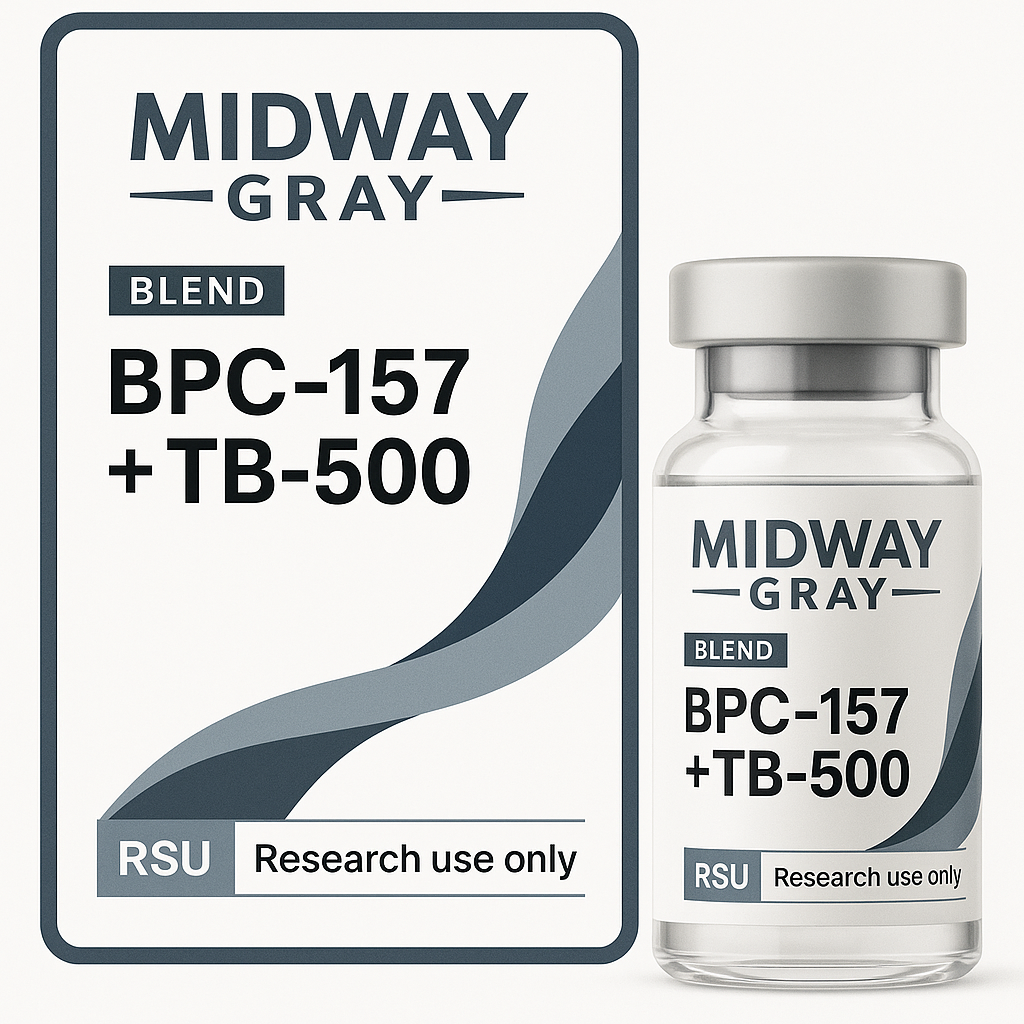 MIDWAY
GRAY
BLEND
BPC-157
+TB-500
RSU Research use only
MIDWAY
GRAY
BLEND
BPC-157
+TB-500
RSU Research use only